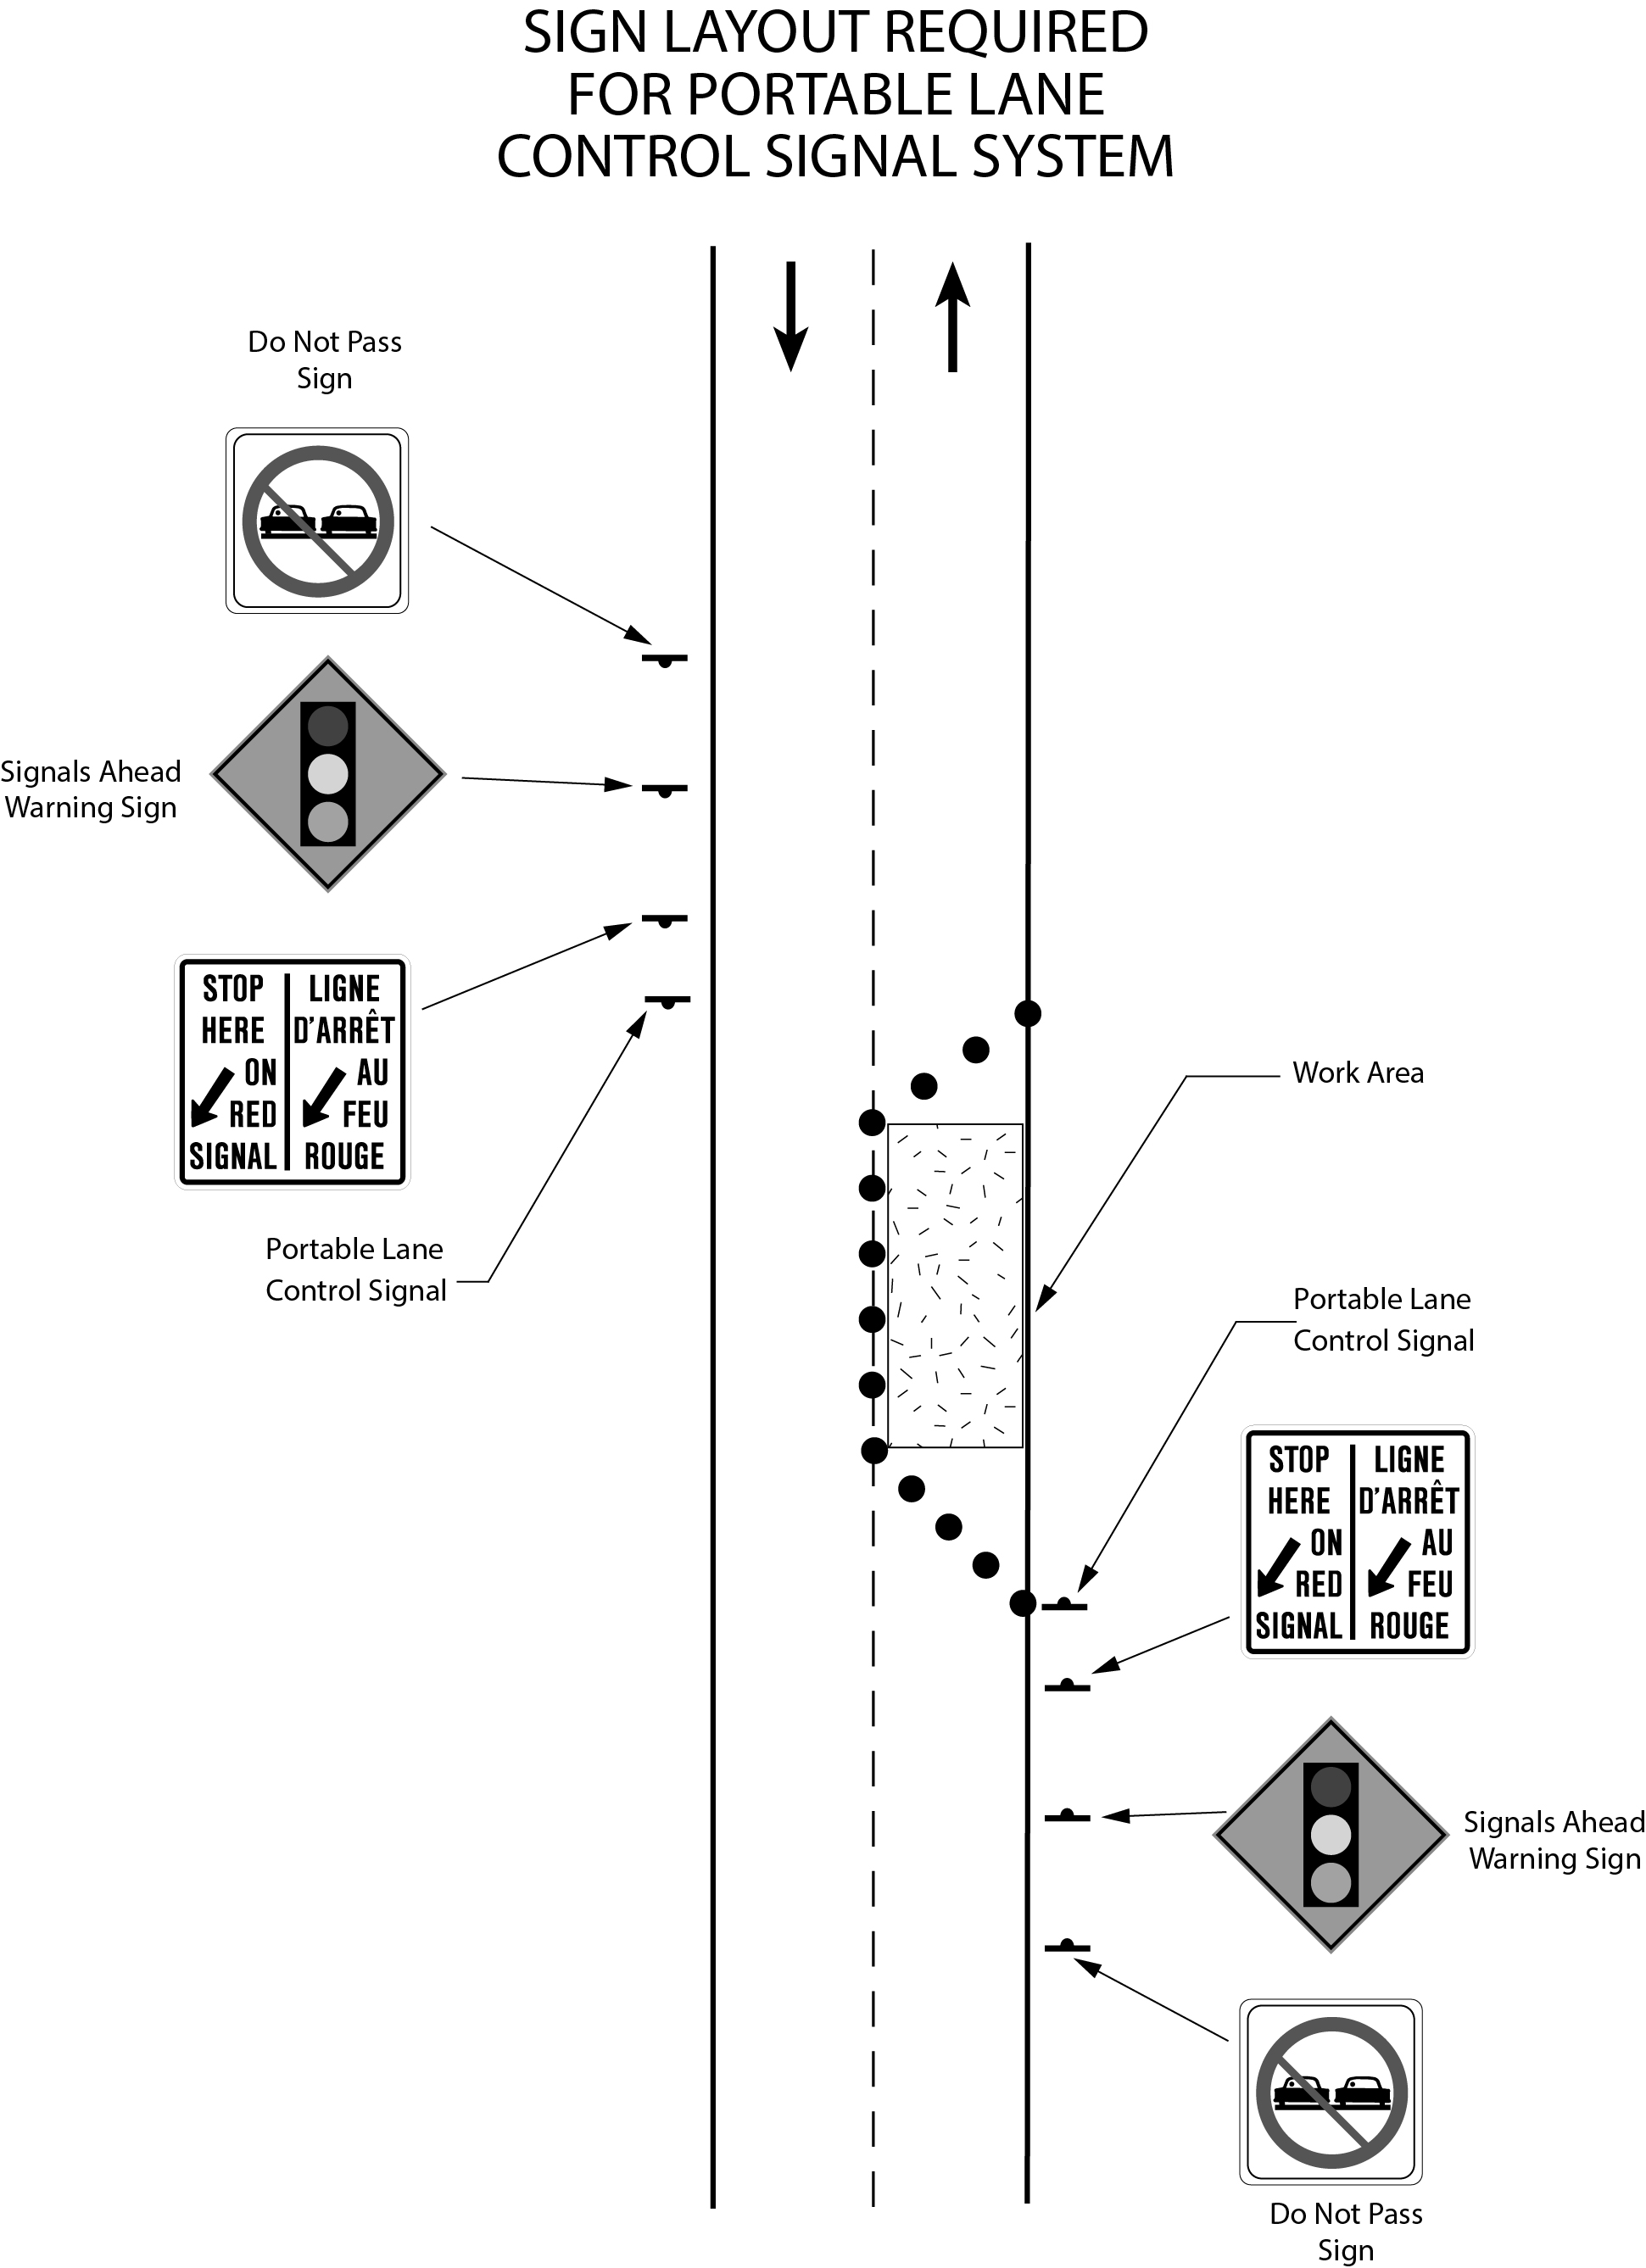 SIGN LAYOUT REQUIRED
FOR PORTABLE LANE
CONTROL SIGNAL SYSTEM
Do Not Pass
Sign
Signals Ahead
Warning Sign
STOP
HERE
ON
RED
SIGNAL
LIGNE
D'ARRÊT
AU
FEU
ROUGE
Portable Lane
Control Signal
Work Area
Portable Lane
Control Signal
STOP
HERE
ON
RED
SIGNAL
LIGNE
D'ARRÊT
AU
FEU
ROUGE
Signals Ahead
Warning Sign
Do Not Pass
Sign